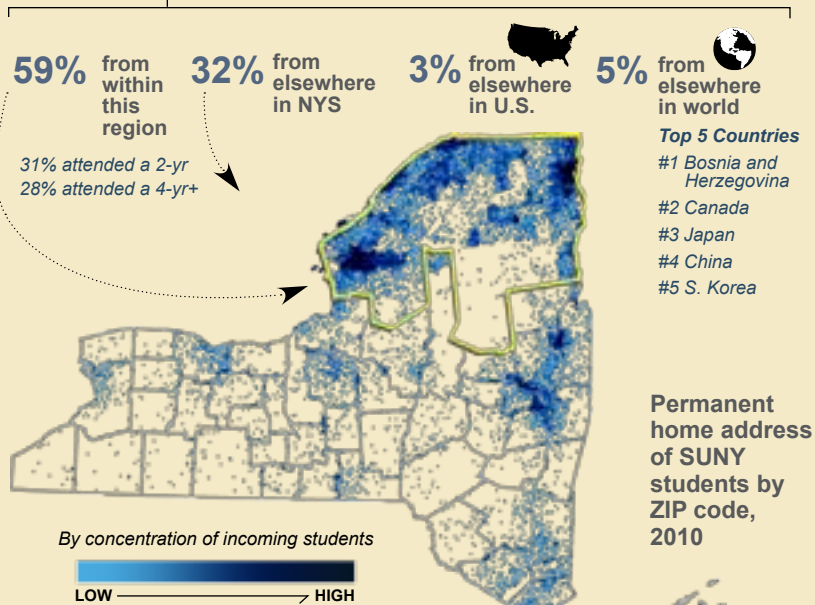 59% from
within
this
region
31% attended a 2-yr
28% attended a 4-yr+
32% from
elsewhere
in NYS
3% from
elsewhere
in U.S.
5% from
elsewhere
in world
Top 5 Countries
#1 Bosnia and
Herzegovina
#2 Canada
#3 Japan
#4 China
#5 S. Korea
Permanent
home address
of SUNY
students by
ZIP code,
2010
By concentration of incoming students
LOW HIGH